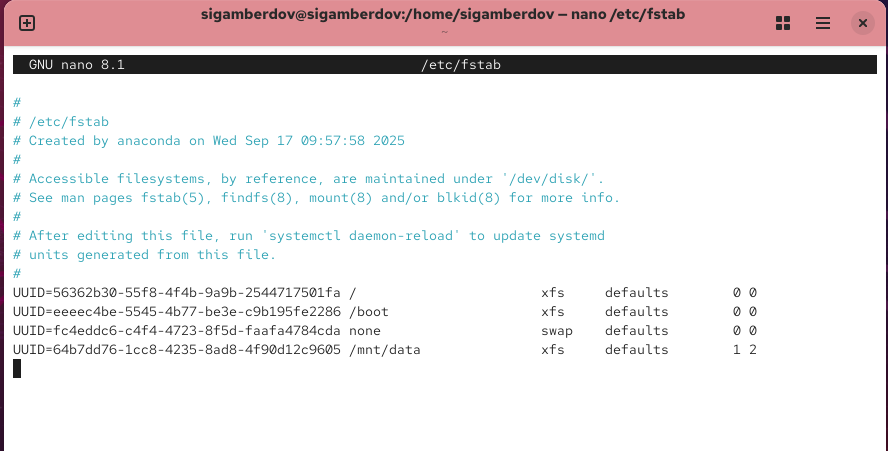 sigamberdov@sigamberdov:/home/sigamberdov — nano /etc/fstab
~
GNU nano 8.1 /etc/fstab
#
# /etc/fstab
# Created by anaconda on Wed Sep 17 09:57:58 2025
#
# Accessible filesystems, by reference, are maintained under '/dev/disk/'.
# See man pages fstab(5), findfs(8), mount(8) and/or blkid(8) for more info.
#
# After editing this file, run 'systemctl daemon-reload' to update systemd
# units generated from this file.
#
UUID=56362b30-55f8-4f4b-9a9b-2544717501fa / xfs defaults 0 0
UUID=eeeec4be-5545-4b77-be3e-c9b195fe2286 /boot xfs defaults 0 0
UUID=fc4eddc6-c4f4-4723-8f5d-faafa4784cda none swap defaults 0 0
UUID=64b7dd76-1cc8-4235-8ad8-4f90d12c9605 /mnt/data xfs defaults 1 2